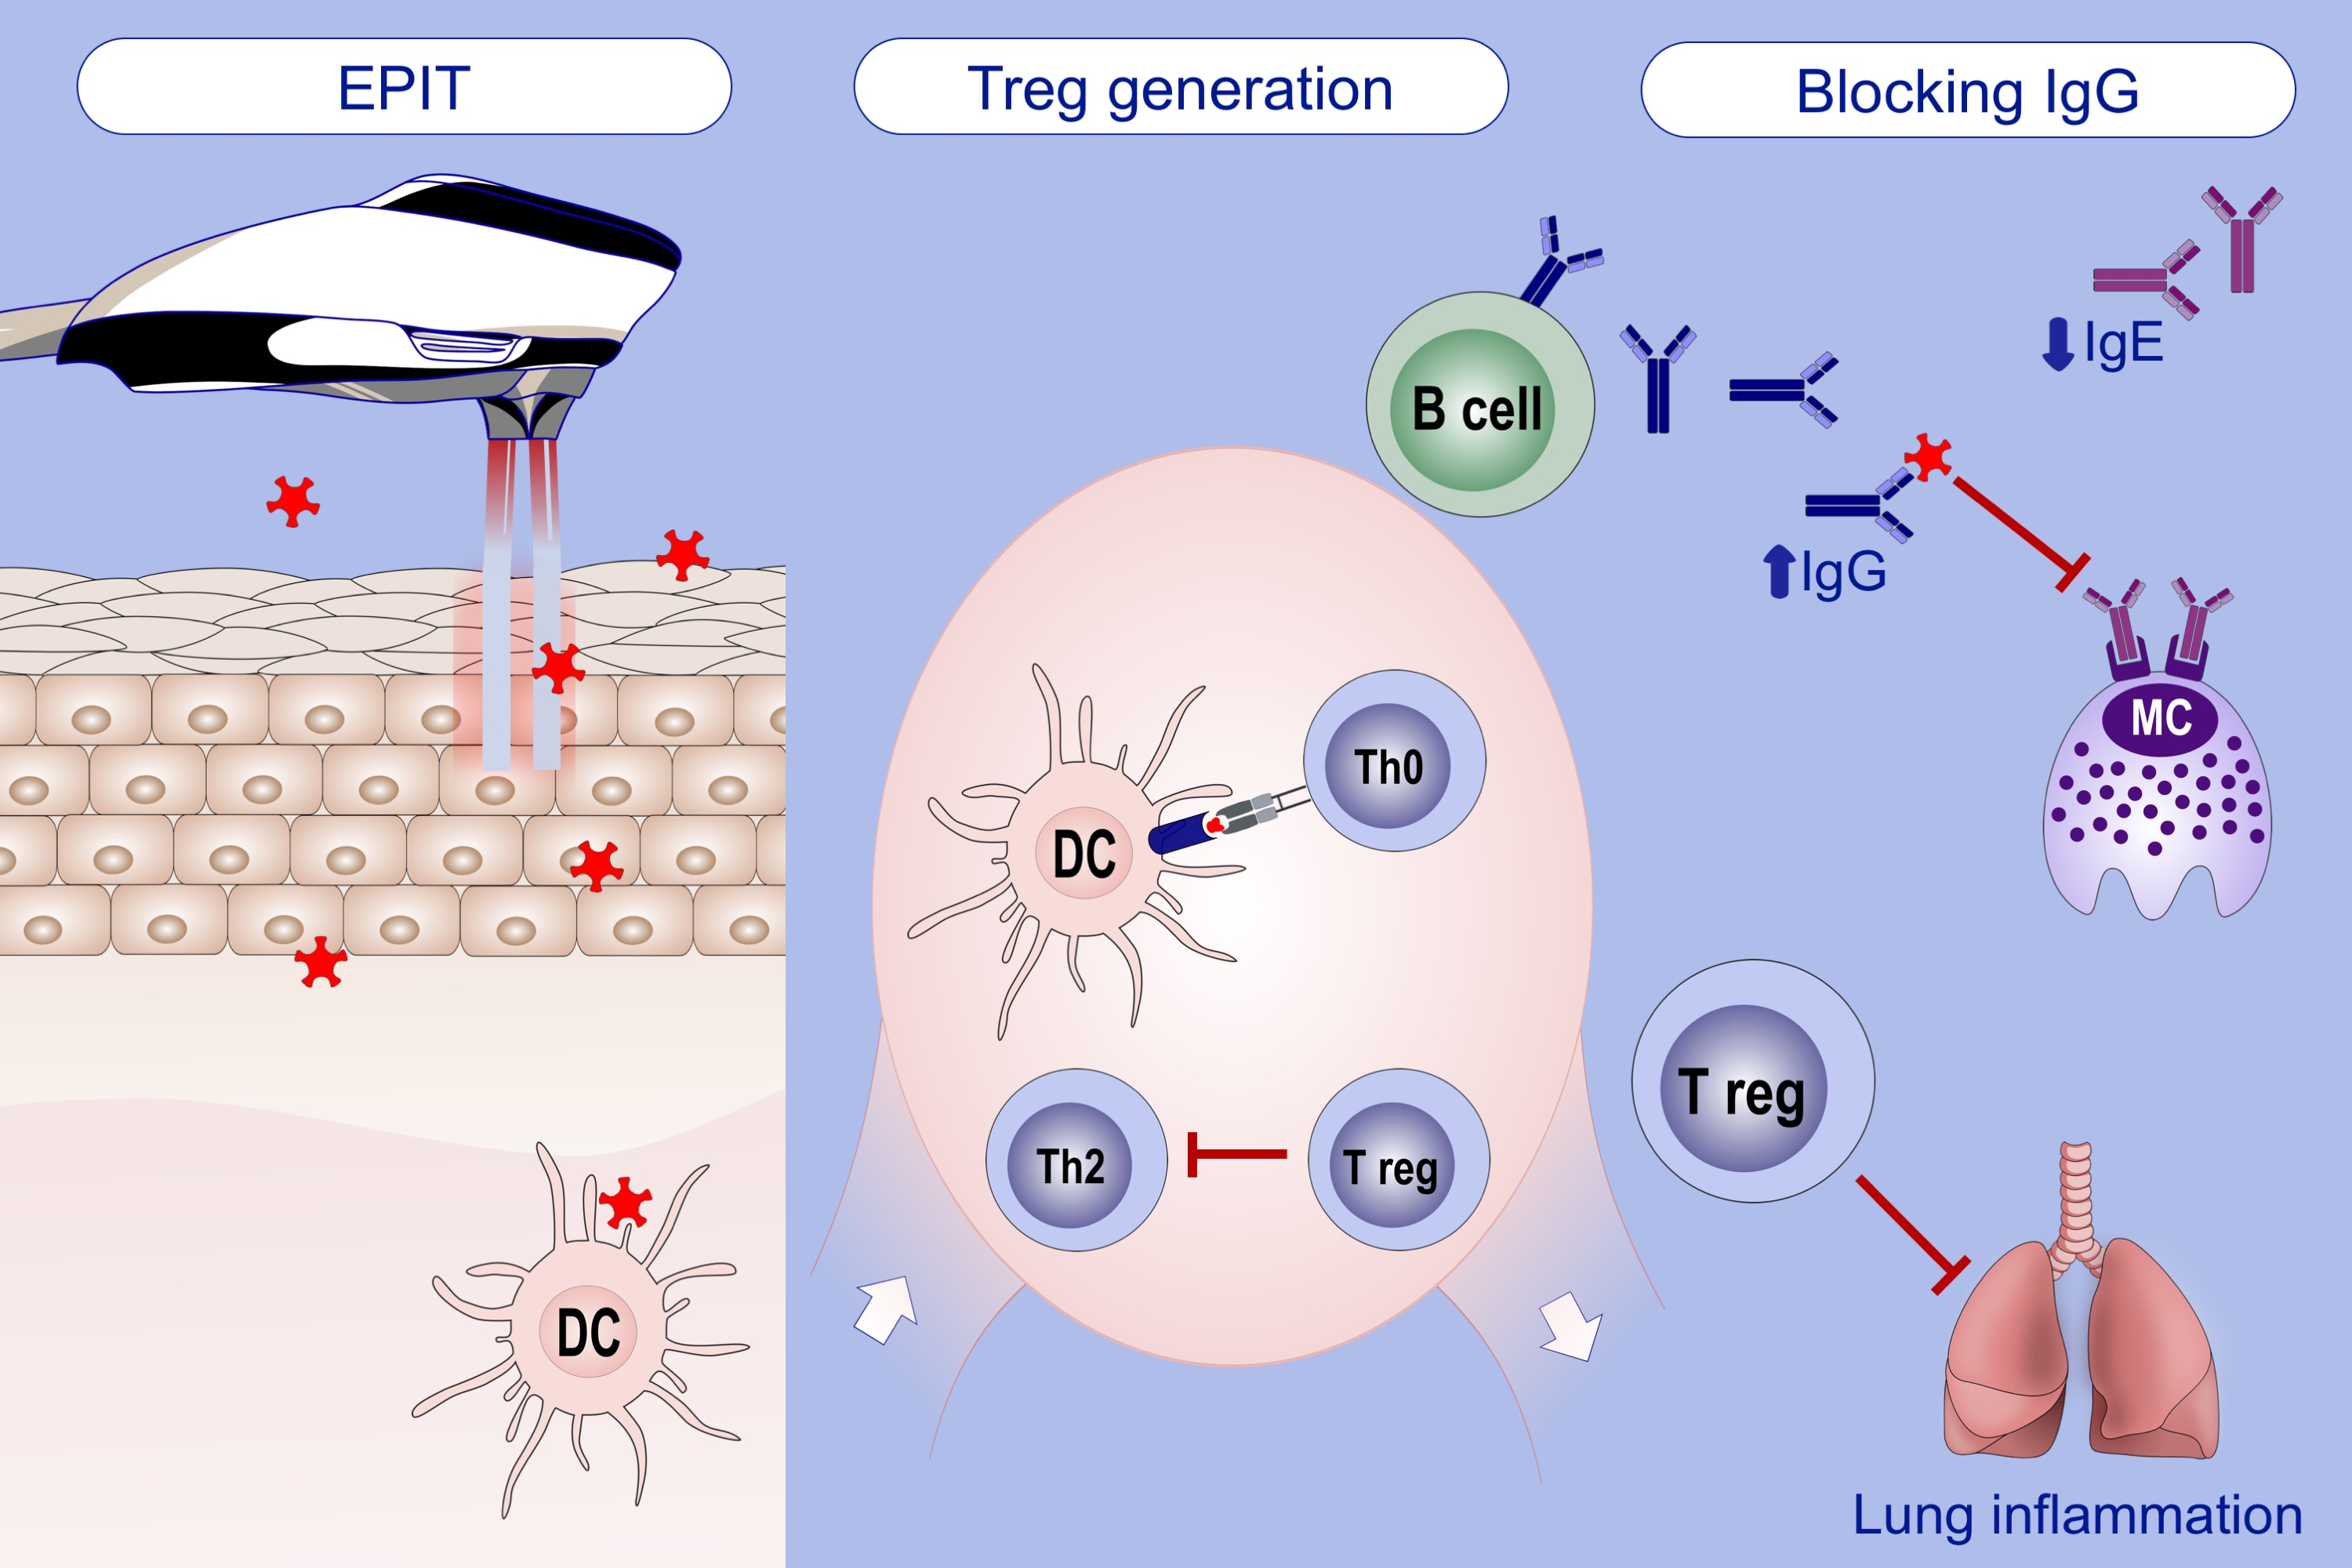 EPIT
Treg generation
Blocking IgG
IgE
B cell
IgG
MC
Th0
DC
T reg
Th2
T reg
DC
Lung inflammation